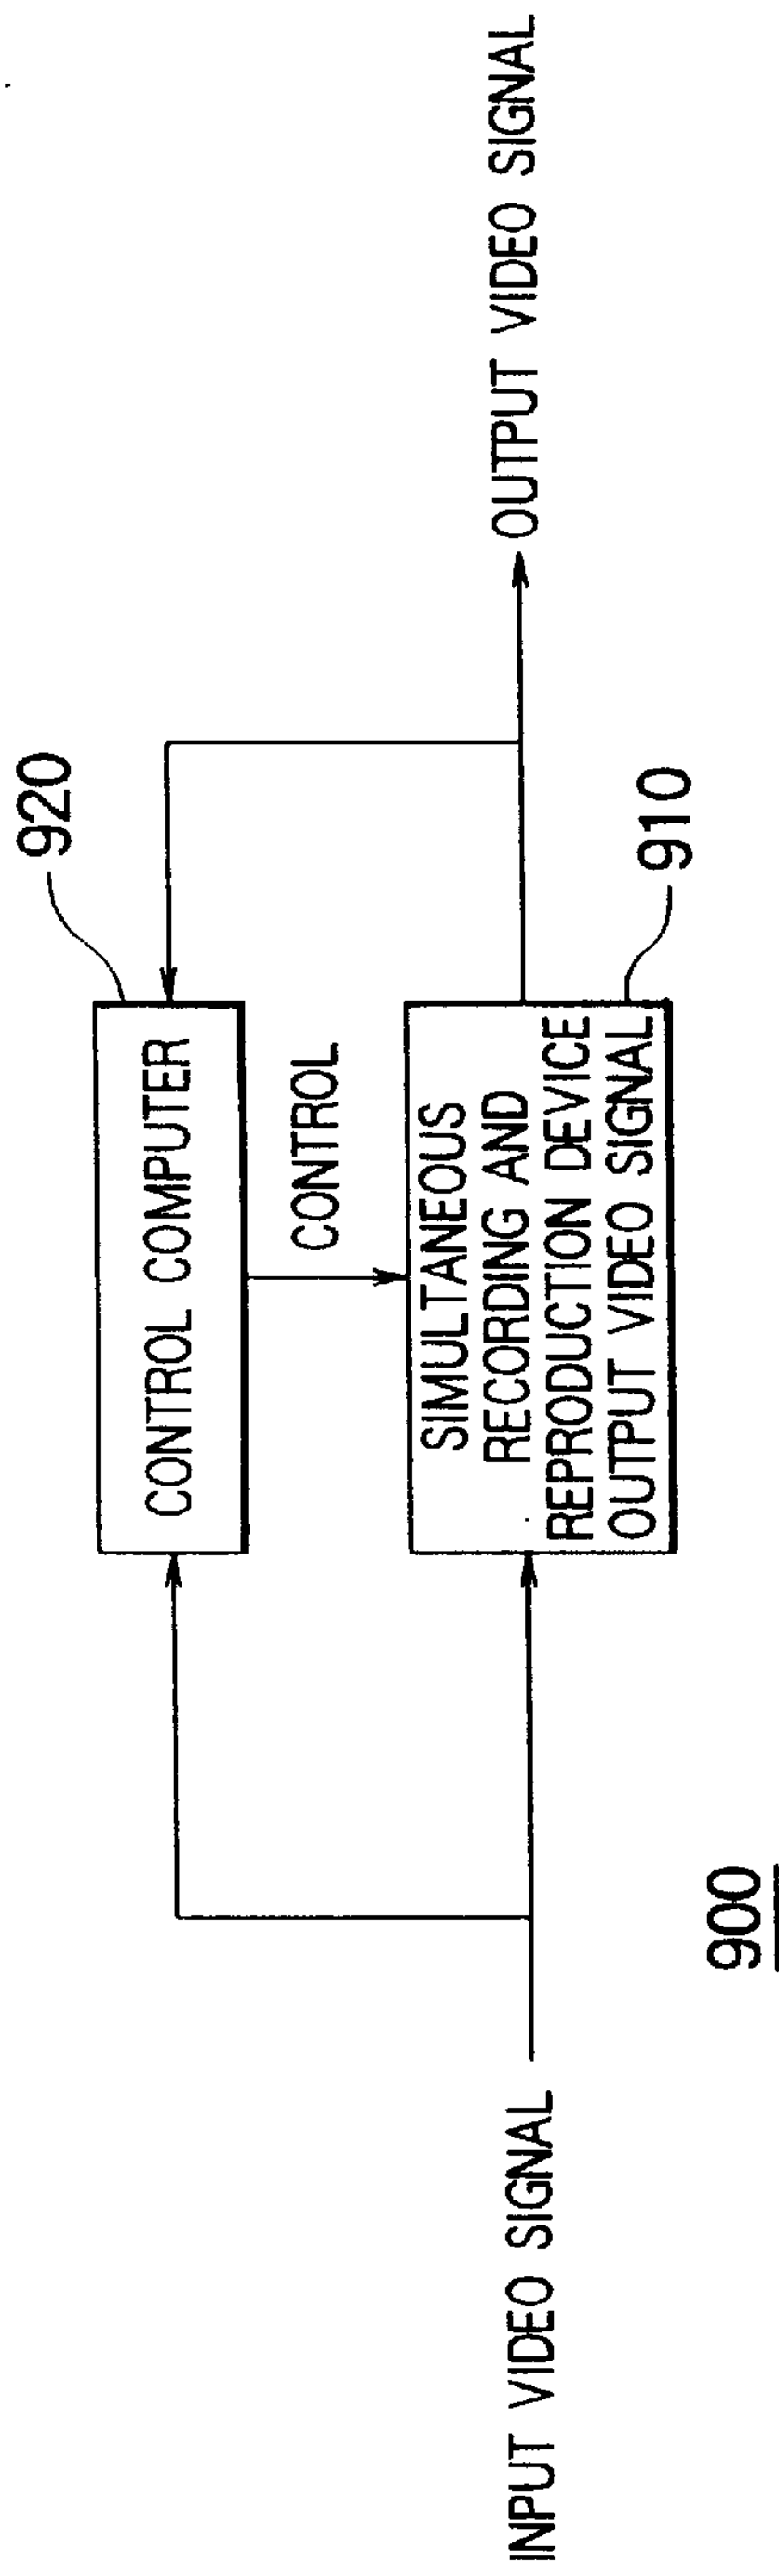 920
CONTROL COMPUTER
CONTROL
SIMULTANEOUS
RECORDING AND
REPRODUCTION DEVICE
OUTPUT VIDEO SIGNAL
910
INPUT VIDEO SIGNAL
OUTPUT VIDEO SIGNAL
900